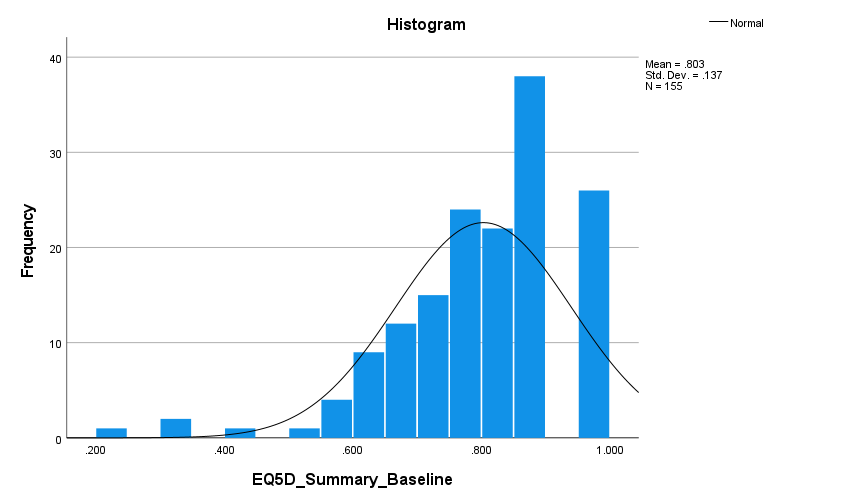 Histogram
Normal
Mean = .803
Std. Dev. = .137
N = 155
40
30
20
10
0
Frequency
.200 .400 .600 .800 1.000
EQ5D_Summary_Baseline